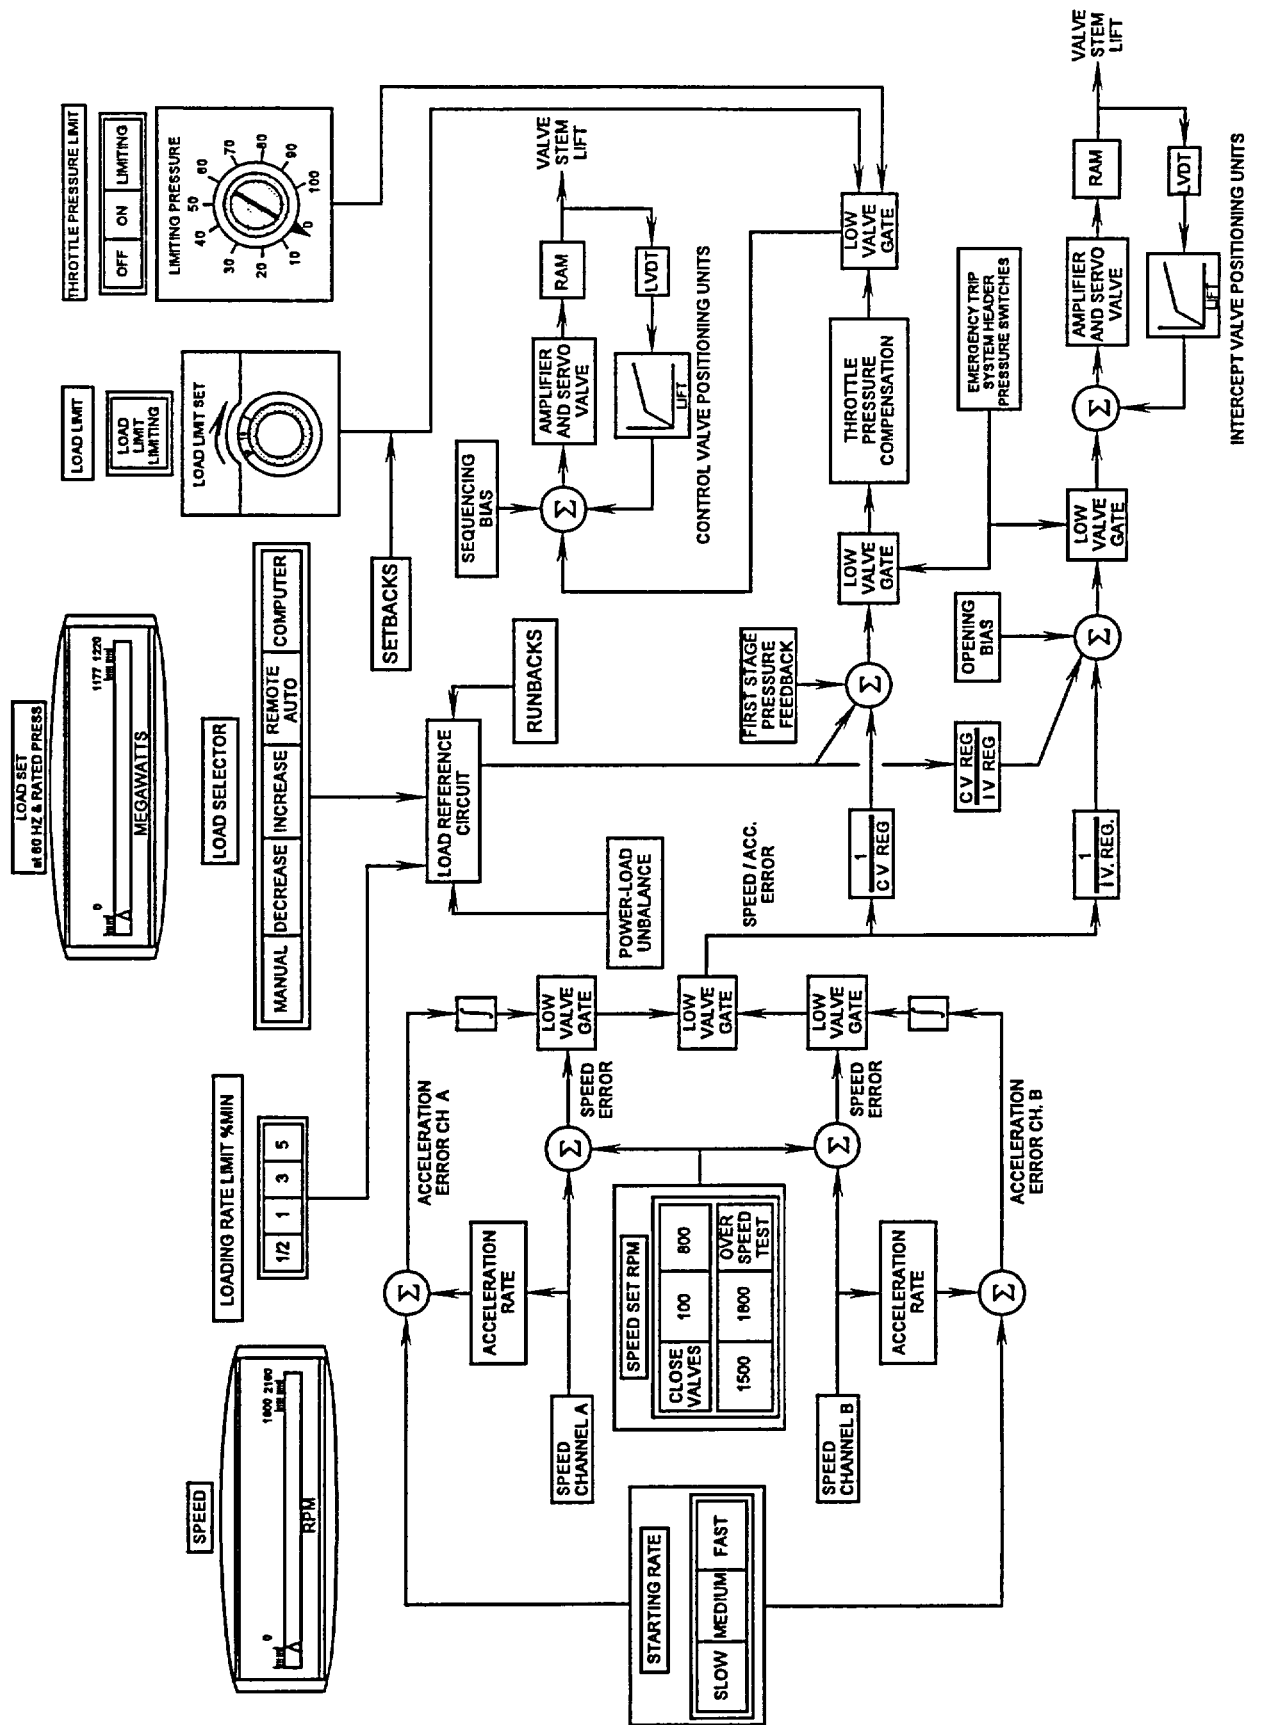 SPEED
1800 2100
0
RPM
LOADING RATE LIMIT %MIN
1/2 1 3 5
LOAD SET
at 60 HZ & RATED PRESS
0
1177 1220
MEGAWATTS
LOAD SELECTOR
MANUAL DECREASE INCREASE REMOTE AUTO COMPUTER
LOAD LIMIT
LOAD
LIMIT
LIMITING
LOAD LIMIT SET
THROTTLE PRESSURE LIMIT
OFF ON LIMITING
LIMITING PRESSURE
0
10
20
30
40
50
60
70
80
90
100
STARTING RATE
SLOW MEDIUM FAST
SPEED
CHANNEL A
SPEED
CHANNEL B
SPEED SET RPM
CLOSE
VALVES
100
800
1500
1800
OVER
SPEED
TEST
ACCELERATION
RATE
ACCELERATION
RATE
Σ
Σ
Σ
Σ
ACCELERATION
ERROR CH A
SPEED
ERROR
SPEED
ERROR
ACCELERATION
ERROR CH. B
∫
∫
LOW
VALVE
GATE
LOW
VALVE
GATE
LOW
VALVE
GATE
POWER-LOAD
UNBALANCE
LOAD REFERENCE
CIRCUIT
RUNBACKS
SETBACKS
SPEED / ACC.
ERROR
1
CV REG
1
I V. REG.
CV REG
IV REG
FIRST STAGE
PRESSURE
FEEDBACK
Σ
OPENING
BIAS
Σ
LOW
VALVE
GATE
THROTTLE
PRESSURE
COMPENSATION
LOW
VALVE
GATE
EMERGENCY TRIP
SYSTEM HEADER
PRESSURE SWITCHES
SEQUENCING
BIAS
Σ
AMPLIFIER
AND SERVO
VALVE
RAM
VALVE
STEM
LIFT
LVDT
LIFT
CONTROL VALVE POSITIONING UNITS
LOW
VALVE
GATE
Σ
AMPLIFIER
AND SERVO
VALVE
RAM
VALVE
STEM
LIFT
LVDT
LIFT
INTERCEPT VALVE POSITIONING UNITS